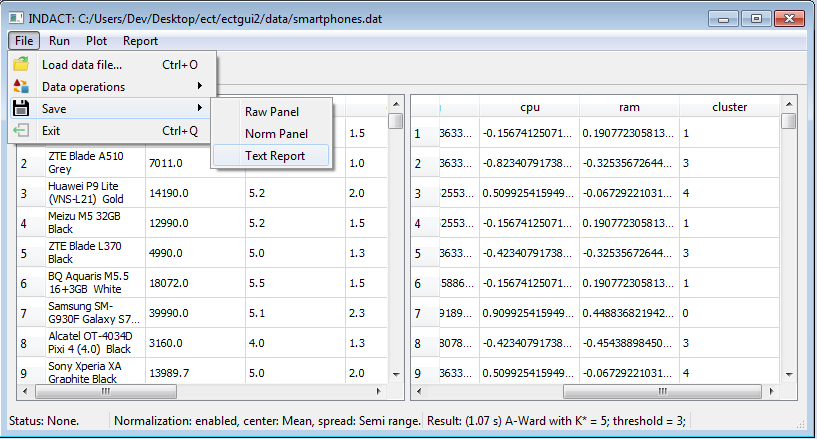 INDACT: C:/Users/Dev/Desktop/ect/ectgui2/data/smartphones.dat
File Run Plot Report
Load data file... Ctrl+O
Data operations
Save
Exit Ctrl+Q
Raw Panel
Norm Panel
Text Report
1.5
2 ZTE Blade A510 Grey 7011.0 1.0
3 Huawei P9 Lite (VNS-L21) Gold 14190.0 5.2 2.0
4 Meizu M5 32GB Black 12990.0 5.2 1.5
5 ZTE Blade L370 Black 4990.0 5.0 1.3
6 BQ Aquaris M5.5 16+3GB White 18072.0 5.5 1.5
7 Samsung SM-G930F Galaxy S7... 39990.0 5.1 2.3
8 Alcatel OT-4034D Pixi 4 (4.0) Black 3160.0 4.0 1.3
9 Sony Xperia XA Graphite Black 13989.7 5.0 2.0
cpu ram cluster
1 3633... -0.15674125071... 0.190772305813... 1
2 3633... -0.82340791738... -0.32535672644... 3
3 2553... 0.509925415949... -0.06729221031... 4
4 2553... -0.15674125071... 0.190772305813... 1
5 3633... -0.42340791738... -0.32535672644... 3
6 5886... -0.15674125071... 0.190772305813... 1
7 9189... 0.909925415949... 0.448836821942... 0
8 8078... -0.42340791738... -0.45438898450... 3
9 3633... 0.509925415949... -0.06729221031... 4
Status: None. Normalization: enabled, center: Mean, spread: Semi range. Result: (1.07 s) A-Ward with K* = 5; threshold = 3;